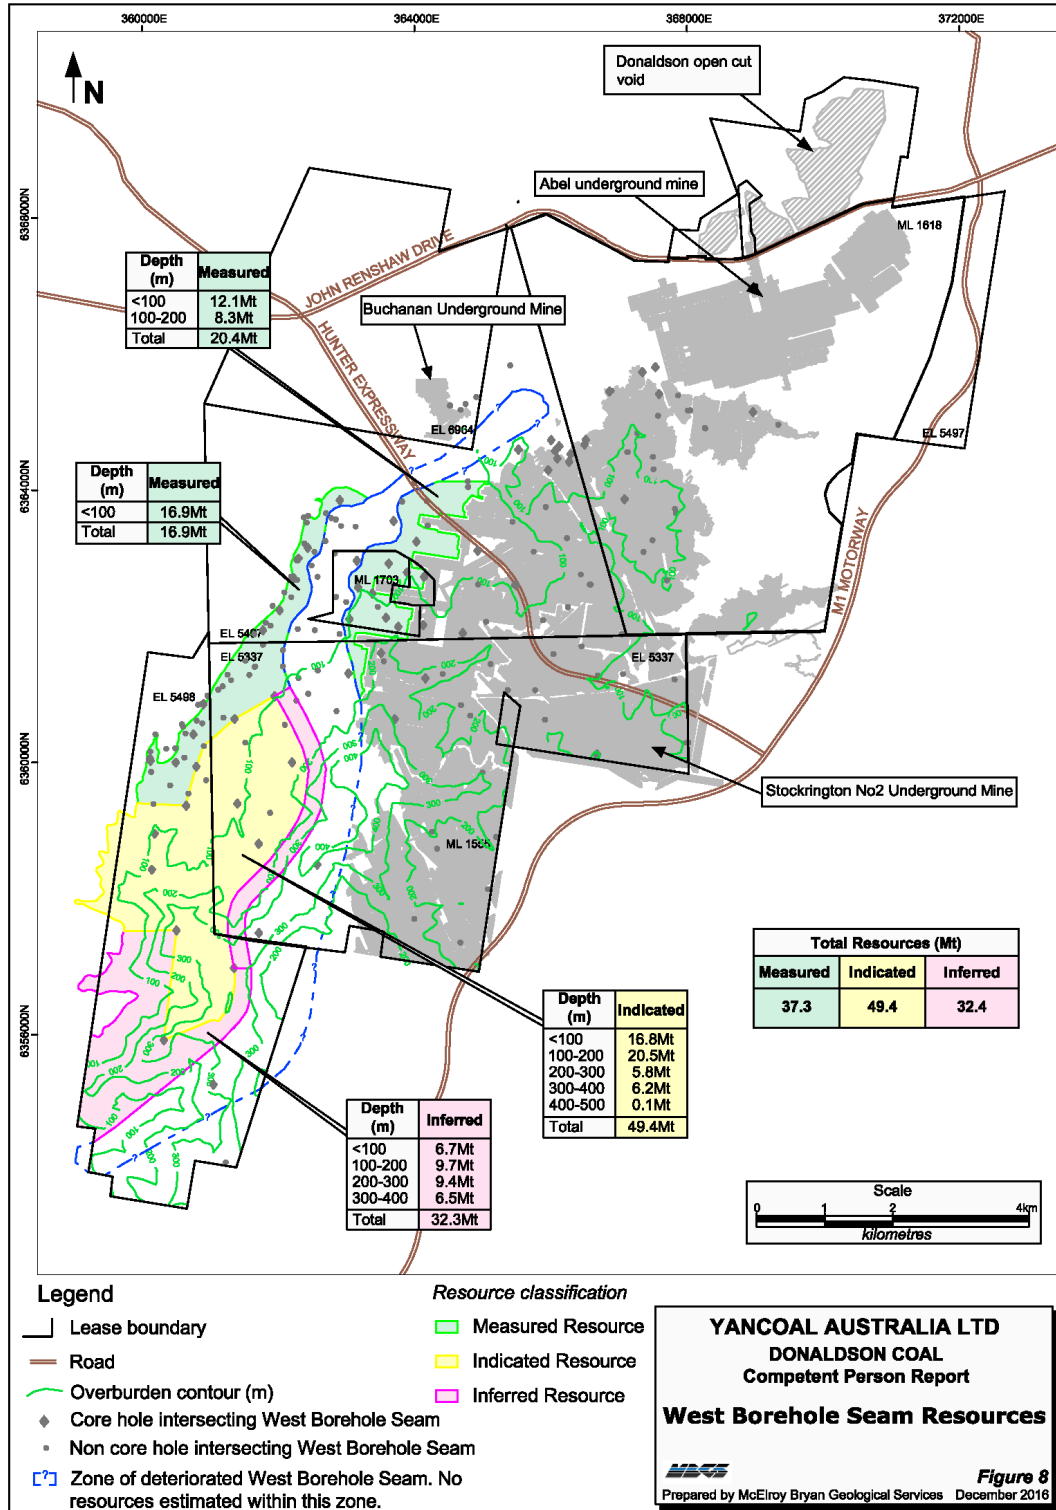 360000E
364000E
368000E
372000E
N
Donaldson open cut
void
Abel underground mine
6368000N
ML 1618
JOHN RENSHAW DRIVE
Depth
(m)
Measured
<100 12.1Mt
100-200 8.3Mt
Total 20.4Mt
Buchanan Underground Mine
HUNTER EXPRESSWAY
EL 6964
EL 5497
6364000N
Depth
(m)
Measured
<100 16.9Mt
Total 16.9Mt
M1 MOTORWAY
ML 1703
EL 5497
EL 5337
EL 5337
EL 5498
6360000N
Stockrington No2 Underground Mine
ML 1555
Total Resources (Mt)
Measured Indicated Inferred
37.3 49.4 32.4
6356000N
Depth
(m)
Indicated
<100 16.8Mt
100-200 20.5Mt
200-300 5.8Mt
300-400 6.2Mt
400-500 0.1Mt
Total 49.4Mt
Depth
(m)
Inferred
<100 6.7Mt
100-200 9.7Mt
200-300 9.4Mt
300-400 6.5Mt
Total 32.3Mt
Scale
0 1 2 4km
kilometres
Legend
Lease boundary
Road
Overburden contour (m)
Core hole intersecting West Borehole Seam
Non core hole intersecting West Borehole Seam
Zone of deteriorated West Borehole Seam. No
resources estimated within this zone.
Resource classification
Measured Resource
Indicated Resource
Inferred Resource
YANCOAL AUSTRALIA LTD
DONALDSON COAL
Competent Person Report
West Borehole Seam Resources
MBGS
Figure 8
Prepared by McElroy Bryan Geological Services December 2016